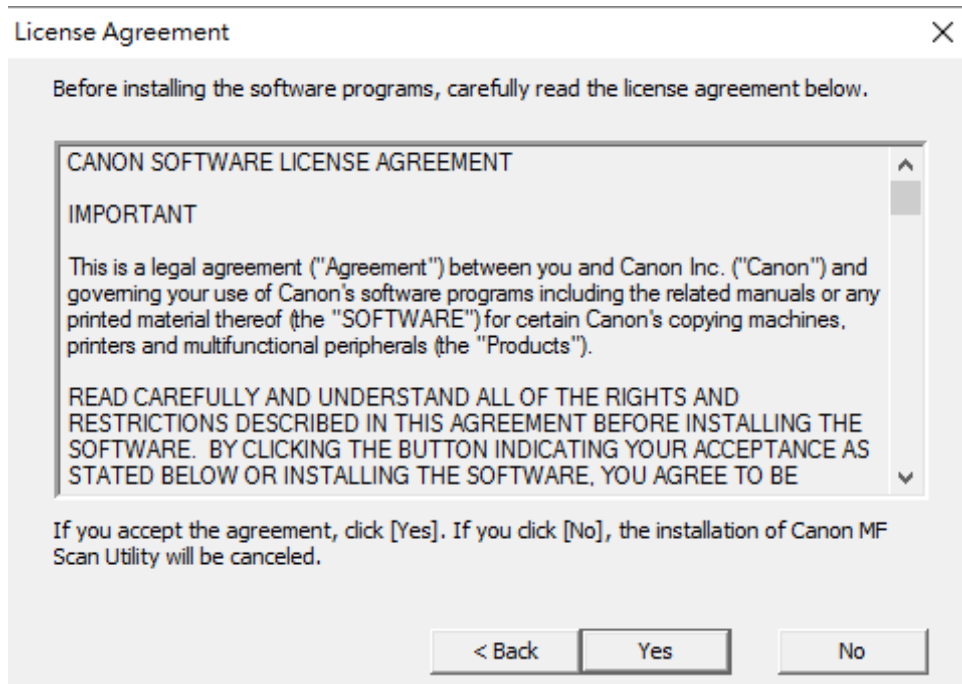 License Agreement
Before installing the software programs, carefully read the license agreement below.
CANON SOFTWARE LICENSE AGREEMENT
IMPORTANT
This is a legal agreement ("Agreement") between you and Canon Inc. ("Canon") and
governing your use of Canon's software programs including the related manuals or any
printed material thereof (the "SOFTWARE") for certain Canon's copying machines,
printers and multifunctional peripherals (the "Products").
READ CAREFULLY AND UNDERSTAND ALL OF THE RIGHTS AND
RESTRICTIONS DESCRIBED IN THIS AGREEMENT BEFORE INSTALLING THE
SOFTWARE.  BY CLICKING THE BUTTON INDICATING YOUR ACCEPTANCE AS
STATED BELOW OR INSTALLING THE SOFTWARE, YOU AGREE TO BE
If you accept the agreement, click [Yes]. If you click [No], the installation of Canon MF
Scan Utility will be canceled.
< Back
Yes
No